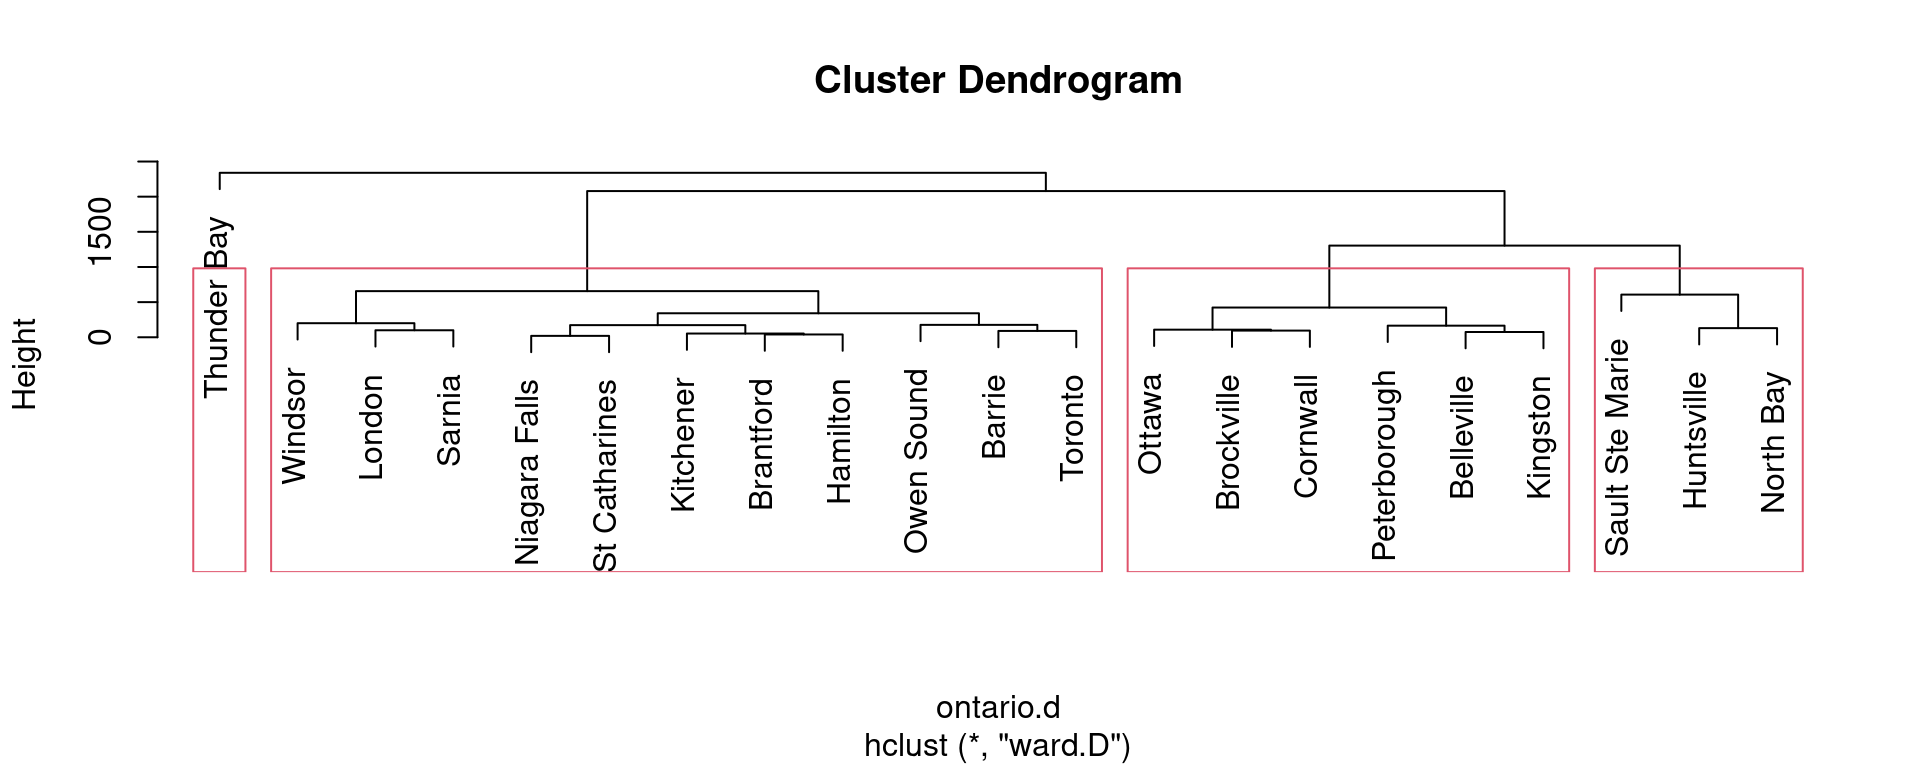 Cluster Dendrogram
Height
0
1500
Thunder Bay
Windsor
London
Sarnia
Niagara Falls
St Catharines
Kitchener
Brantford
Hamilton
Owen Sound
Barrie
Toronto
Ottawa
Brockville
Cornwall
Peterborough
Belleville
Kingston
Sault Ste Marie
Huntsville
North Bay
ontario.d
hclust (*, "ward.D")